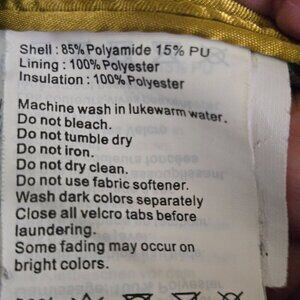 Shell : 85% Polyamide 15% PU
Lining : 100% Polyester
Insulation : 100% Polyester
Machine wash in lukewarm water.
Do not bleach.
Do not tumble dry
Do not iron.
Do not dry clean.
Do not use fabric softener.
Wash dark colors separately
Close all velcro tabs before
laundering.
Some fading may occur on
bright colors.